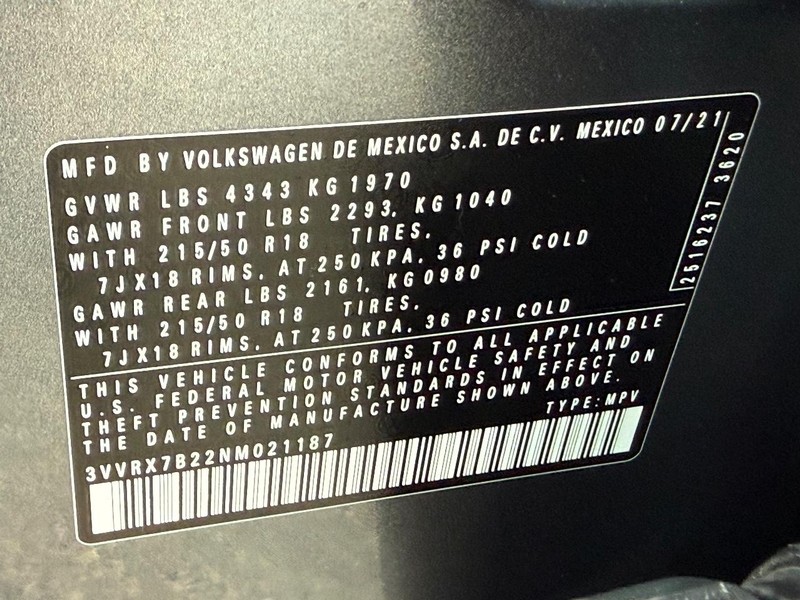 MFD BY VOLKSWAGEN DE MEXICO S.A. DE C.V. MEXICO 07/21
GVWR LBS 4343 KG 1970
GAWR FRONT LBS 2293. KG 1040
WITH 215/50 R18 TIRES.
7JX18 RIMS. AT 250 KPA. 36 PSI COLD
GAWR REAR LBS 2161. KG 0980
WITH 215/50 R18 TIRES.
7JX18 RIMS. AT 250 KPA. 36 PSI COLD
2516237 3620
THIS VEHICLE CONFORMS TO ALL APPLICABLE
U.S. FEDERAL MOTOR VEHICLE SAFETY AND
THEFT PREVENTION STANDARDS IN EFFECT ON
THE DATE OF MANUFACTURE SHOWN ABOVE.
3VVRX7B22NM021187 TYPE: MPV